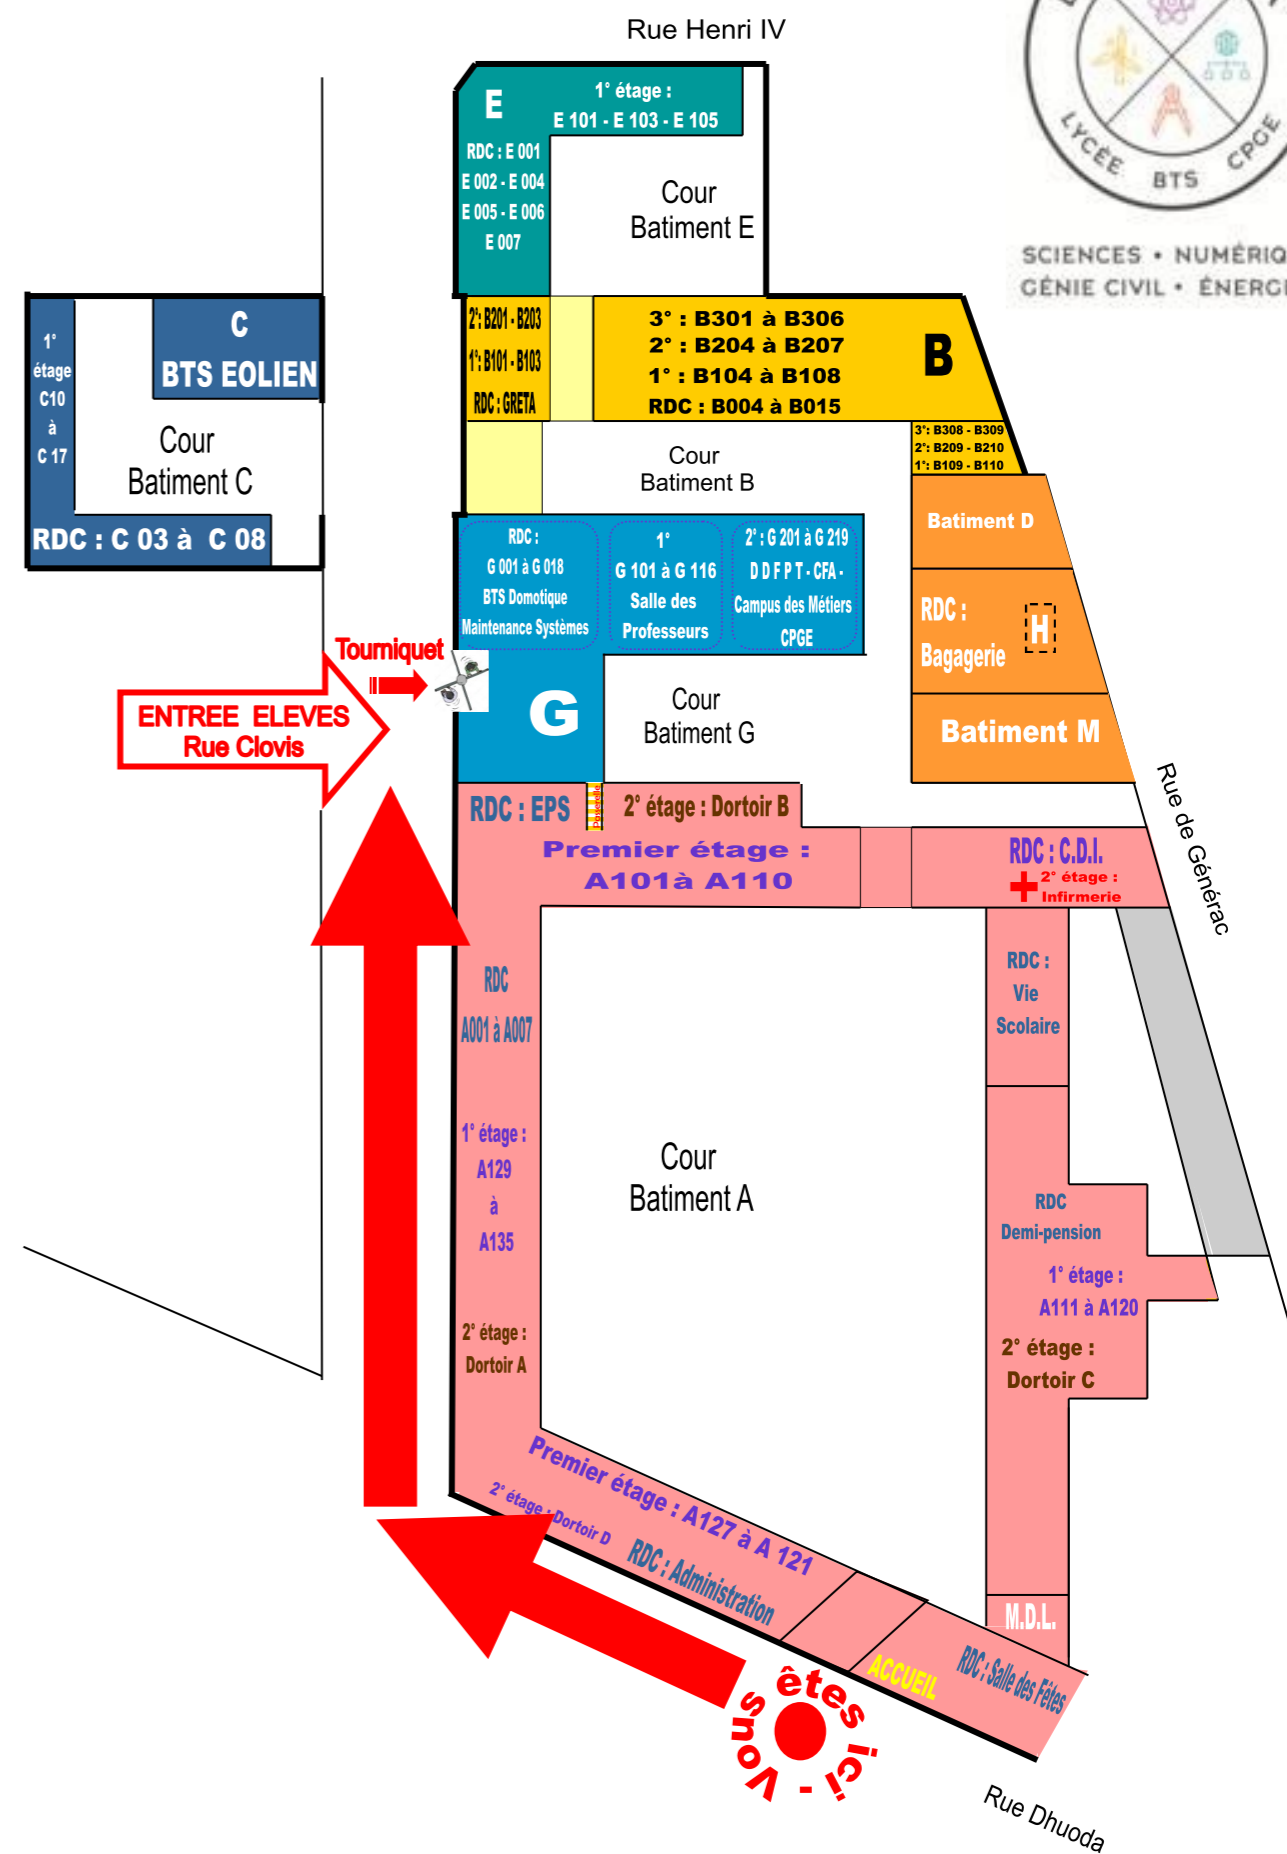 Rue Henri IV
LYCÉE BTS CPGE
SCIENCES • NUMÉRIQ
GÉNIE CIVIL • ÉNERGI
E
1° étage :
E 101 - E 103 - E 105
RDC : E 001
E 002 - E 004
E 005 - E 006
E 007
Cour
Batiment E
1°
étage
C10
à
C 17
C
BTS EOLIEN
Cour
Batiment C
RDC : C 03 à C 08
2°: B201 - B203
1°: B101 - B103
RDC : GRETA
3° : B301 à B306
2° : B204 à B207
1° : B104 à B108
RDC : B004 à B015
B
3°: B308 - B309
2°: B209 - B210
1°: B109 - B110
Cour
Batiment B
Batiment D
RDC :
G 001 à G 018
BTS Domotique
Maintenance Systèmes
1°
G 101 à G 116
Salle des
Professeurs
2° : G 201 à G 219
D D F P T - CFA -
Campus des Métiers
CPGE
RDC :
Bagagerie
H
Tourniquet
ENTREE ELEVES
Rue Clovis
G
Cour
Batiment G
Batiment M
Rue de Générac
RDC : EPS
Passerelle
2° étage : Dortoir B
Premier étage :
A101à A110
RDC : C.D.I.
2° étage :
Infirmerie
RDC
A001 à A007
RDC :
Vie
Scolaire
1° étage :
A129
à
A135
Cour
Batiment A
RDC
Demi-pension
1° étage :
A111 à A120
2° étage :
Dortoir C
2° étage :
Dortoir A
Premier étage : A127 à A 121
2° étage : Dortoir D
RDC : Administration
M.D.L.
ACCUEIL
RDC : Salle des Fêtes
Vous êtes ici -
Rue Dhuoda